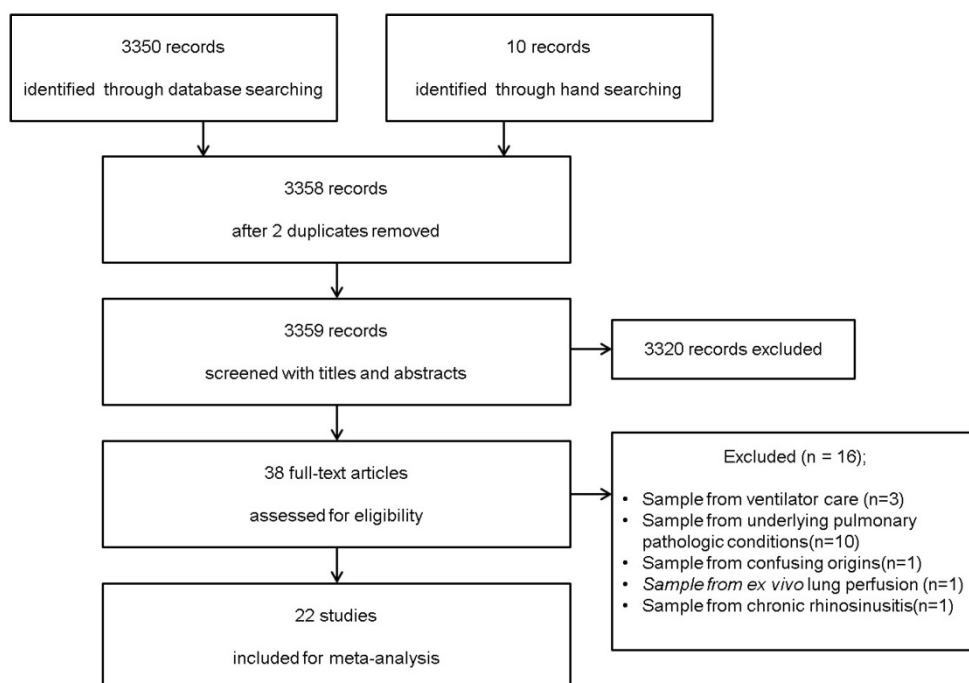 3350 records
identified through database searching
10 records
identified through hand searching
3358 records
after 2 duplicates removed
3359 records
screened with titles and abstracts
3320 records excluded
38 full-text articles
assessed for eligibility
Excluded (n = 16);
• Sample from ventilator care (n=3)
• Sample from underlying pulmonary
pathologic conditions(n=10)
• Sample from confusing origins(n=1)
• Sample from ex vivo lung perfusion (n=1)
• Sample from chronic rhinosinusitis(n=1)
22 studies
included for meta-analysis